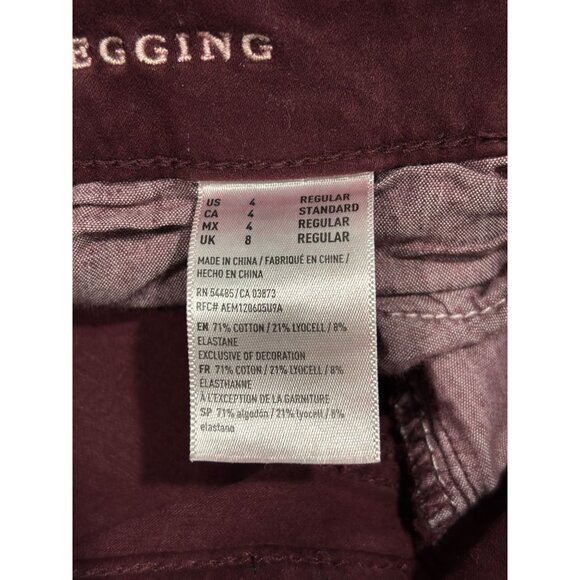 EGGING
US 4 REGULAR
CA 4 STANDARD
MX 4 REGULAR
UK 8 REGULAR
MADE IN CHINA / FABRIQUÉ EN CHINE /
HECHO EN CHINA
RN 54485/CA 03873
RFC# AEM120605U9A
EN 71% COTTON / 21% LYOCELL / 8%
ELASTANE
EXCLUSIVE OF DECORATION
FR 71% COTON / 21% LYOCELL / 8%
ÉLASTHANNE
À L'EXCEPTION DE LA GARNITURE
SP 71% algodón / 21% lyocell / 8%
elastano